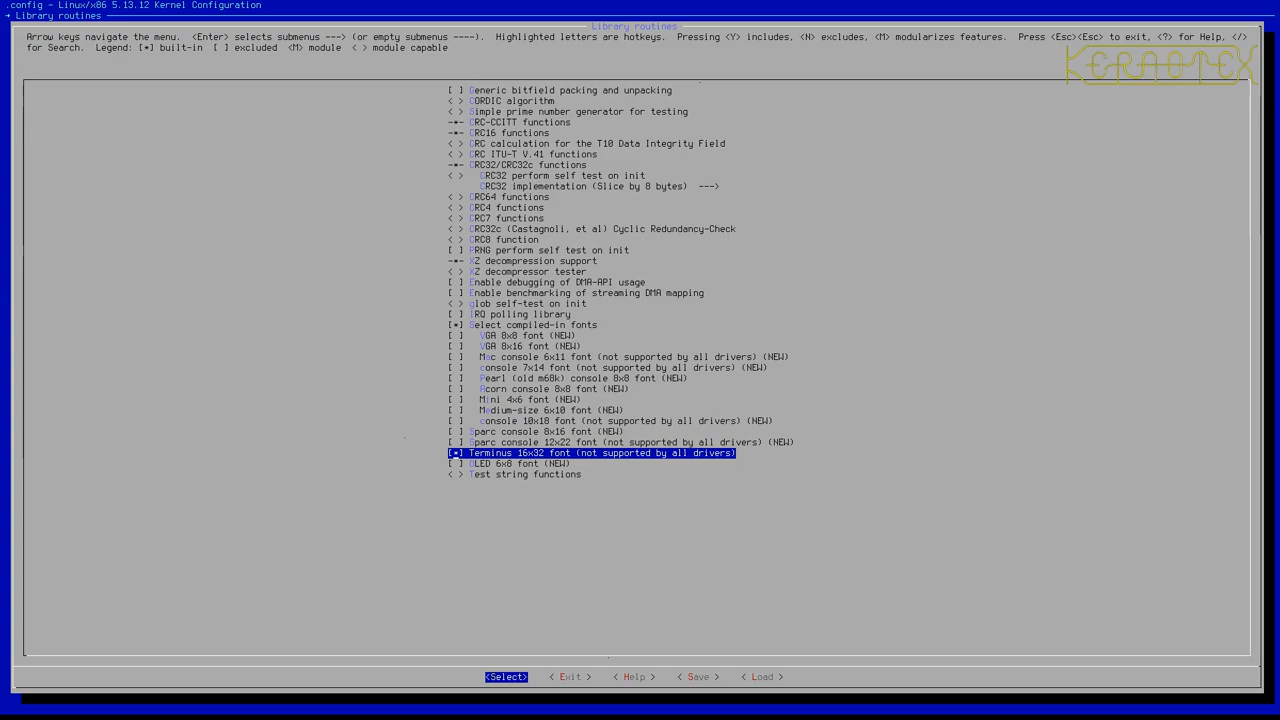 .config - Linux/x86 5.13.12 Kernel Configuration
→ Library routines
Library routines
Arrow keys navigate the menu. <Enter> selects submenus ---> (or empty submenus ----). Highlighted letters are hotkeys. Pressing <Y> includes, <N> excludes, <M> modularizes features. Press <Esc><Esc> to exit, <?> for Help, </>
for Search. Legend: [*] built-in [ ] excluded <M> module < > module capable
KERAOTEX
[ ] Generic bitfield packing and unpacking
< > CORDIC algorithm
< > Simple prime number generator for testing
-*- CRC-CCITT functions
-*- CRC16 functions
< > CRC calculation for the T10 Data Integrity Field
< > CRC ITU-T V.41 functions
-*- CRC32/CRC32c functions
< > CRC32 perform self test on init
CRC32 implementation (Slice by 8 bytes) --->
< > CRC64 functions
< > CRC4 functions
< > CRC7 functions
< > CRC32c (Castagnoli, et al) Cyclic Redundancy-Check
< > CRC8 function
[ ] PRNG perform self test on init
-*- XZ decompression support
< > XZ decompressor tester
[ ] Enable debugging of DMA-API usage
[ ] Enable benchmarking of streaming DMA mapping
< > glob self-test on init
[ ] IRQ polling library
[*] Select compiled-in fonts
[ ] VGA 8x8 font (NEW)
[ ] VGA 8x16 font (NEW)
[ ] Mac console 6x11 font (not supported by all drivers) (NEW)
[ ] console 7x14 font (not supported by all drivers) (NEW)
[ ] Pearl (old m68k) console 8x8 font (NEW)
[ ] Acorn console 8x8 font (NEW)
[ ] Mini 4x6 font (NEW)
[ ] Medium-size 6x10 font (NEW)
[ ] console 10x18 font (not supported by all drivers) (NEW)
[ ] Sparc console 8x16 font (NEW)
[ ] Sparc console 12x22 font (not supported by all drivers) (NEW)
[*] Terminus 16x32 font (not supported by all drivers)
[ ] OLED 6x8 font (NEW)
< > Test string functions
<Select> < Exit > < Help > < Save > < Load >